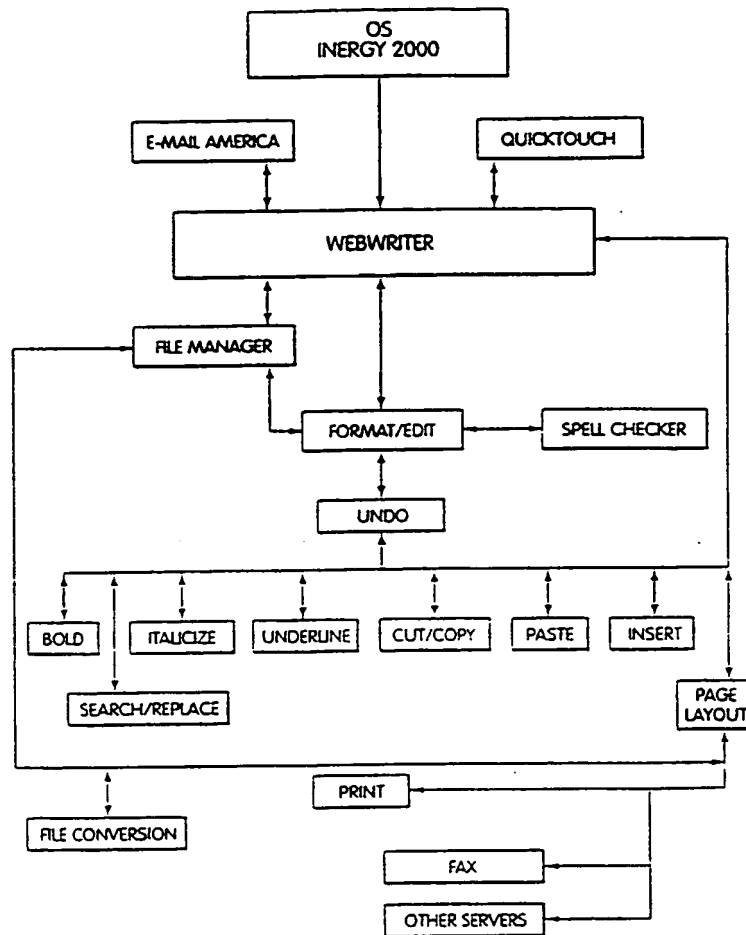 OS
INERGY 2000
E-MAIL AMERICA
QUICKTOUCH
WEBWRITER
FILE MANAGER
FORMAT/EDIT
SPELL CHECKER
UNDO
BOLD
ITALICIZE
UNDERLINE
CUT/COPY
PASTE
INSERT
SEARCH/REPLACE
PAGE
LAYOUT
PRINT
FILE CONVERSION
FAX
OTHER SERVERS